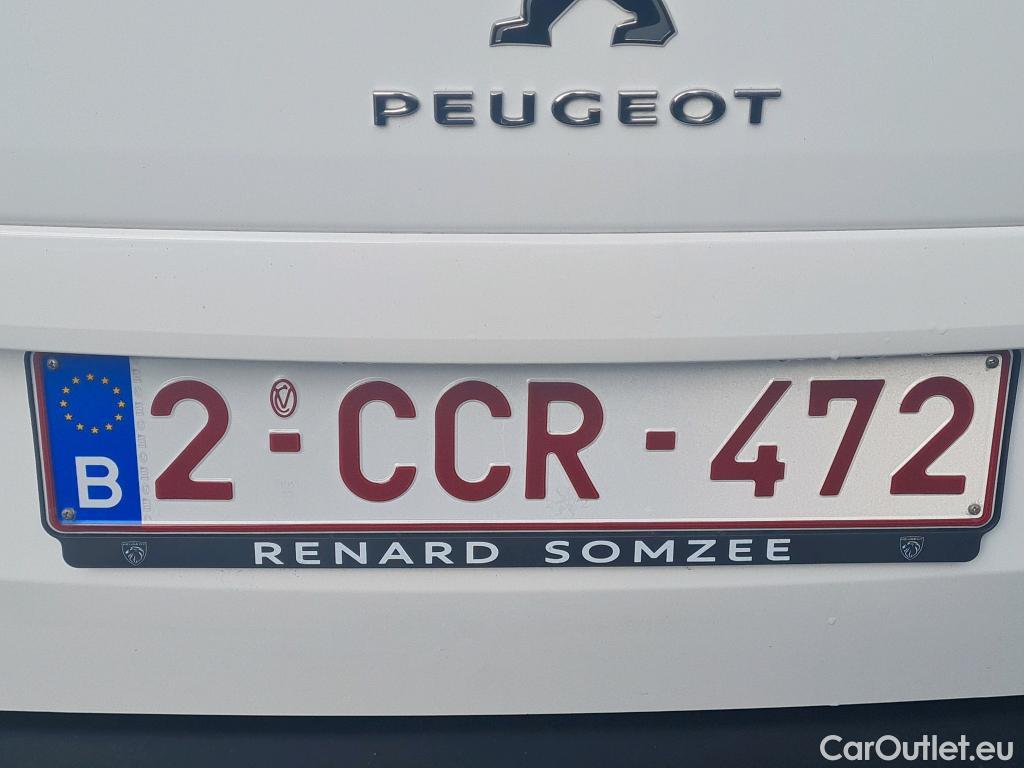 PEUGEOT
B 2-CCR-472
RENARD SOMZEE
CarOutlet.eu